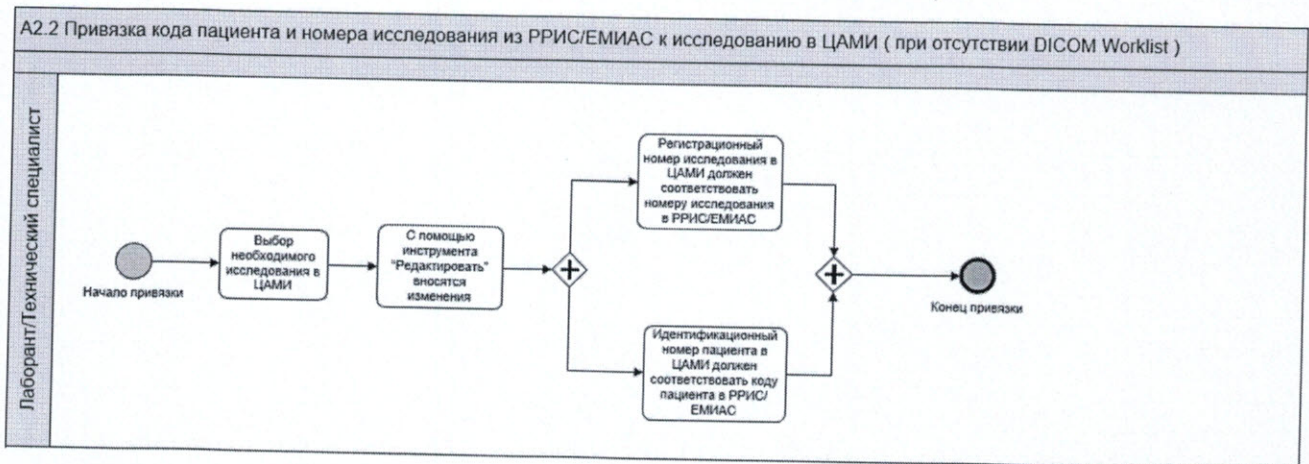 А2.2 Привязка кода пациента и номера исследования из РРИС/ЕМИАС к исследованию в ЦАМИ ( при отсутствии DICOM Worklist )
Лаборант/Технический специалист
Начало привязки
Выбор
необходимого
исследования в
ЦАМИ
С помощью
инструмента
"Редактировать"
вносятся
изменения
Регистрационный
номер исследования в
ЦАМИ должен
соответствовать
номеру исследования
в РРИС/ЕМИАС
Идентификационный
номер пациента в
ЦАМИ должен
соответствовать коду
пациента в РРИС/
ЕМИАС
Конец привязки